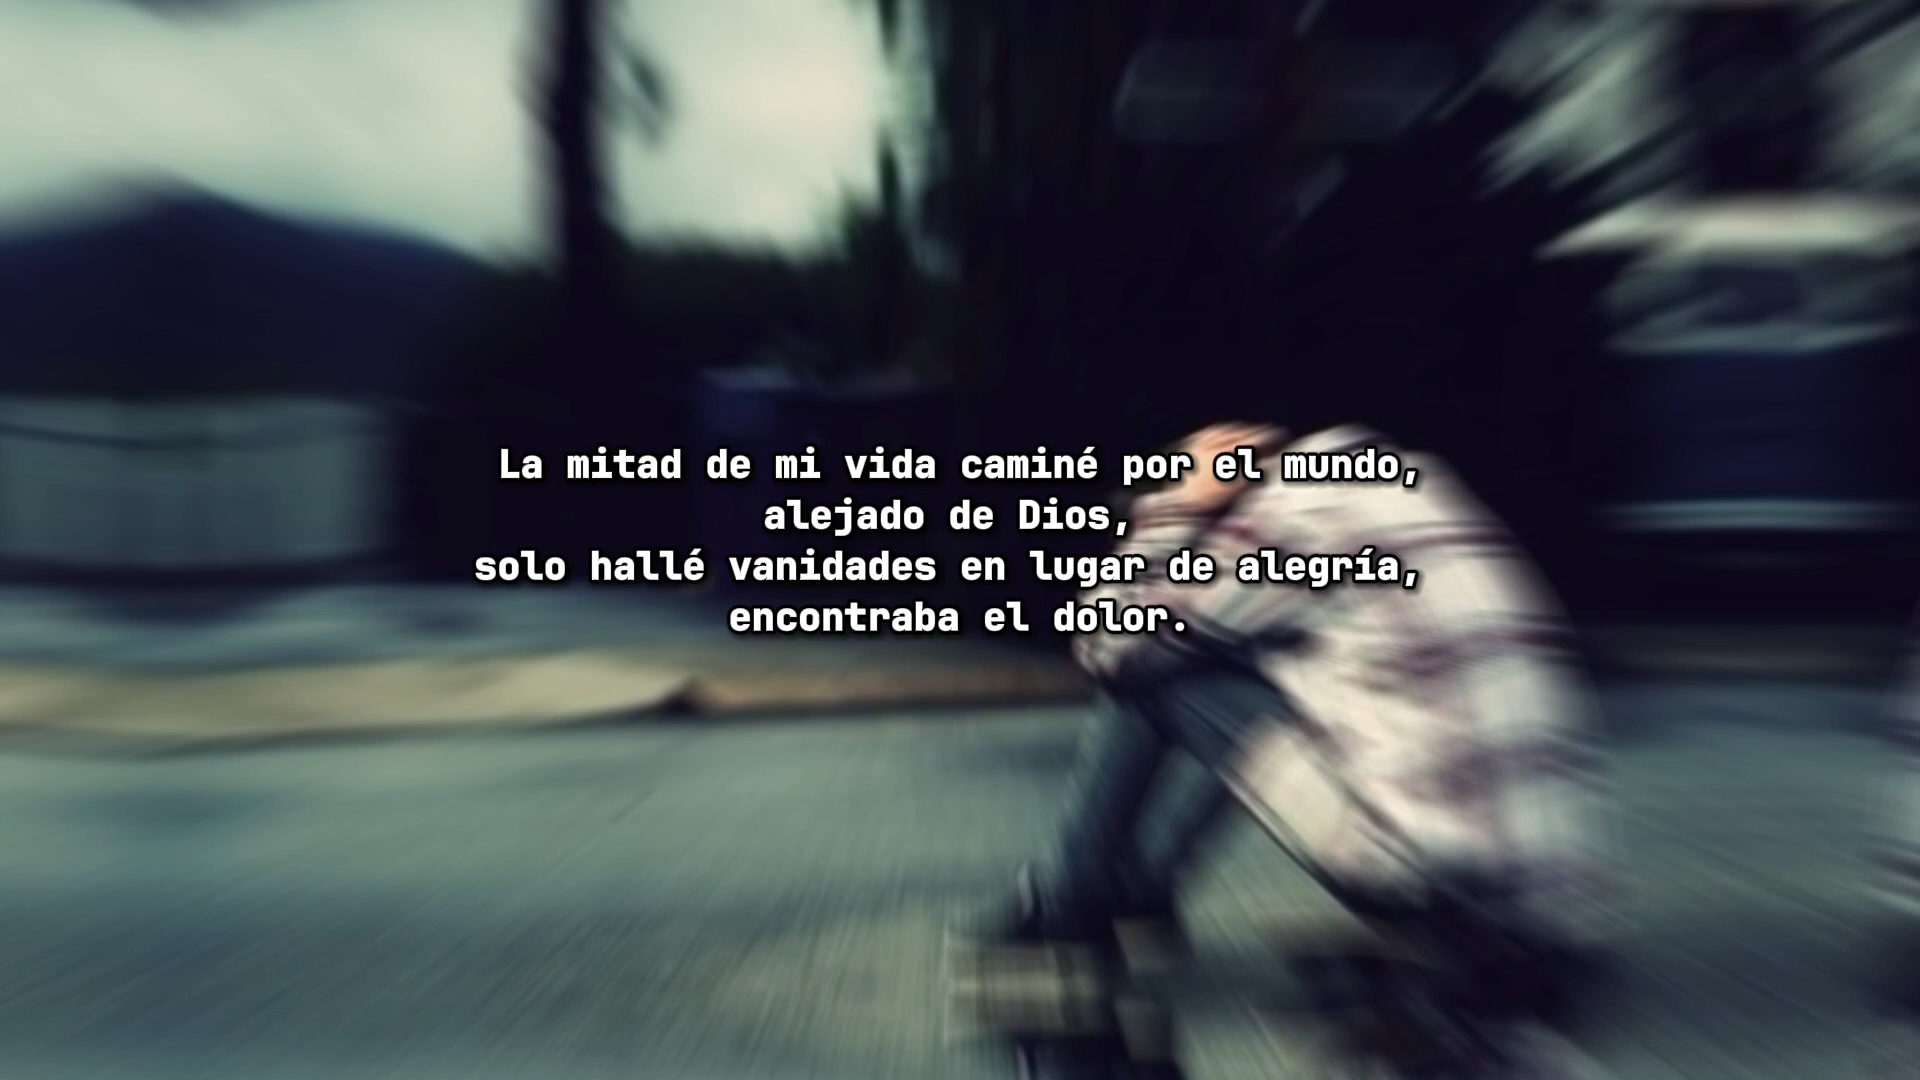 La mitad de mi vida caminé por el mundo,
alejado de Dios,
solo hallé vanidades en lugar de alegría,
encontraba el dolor.